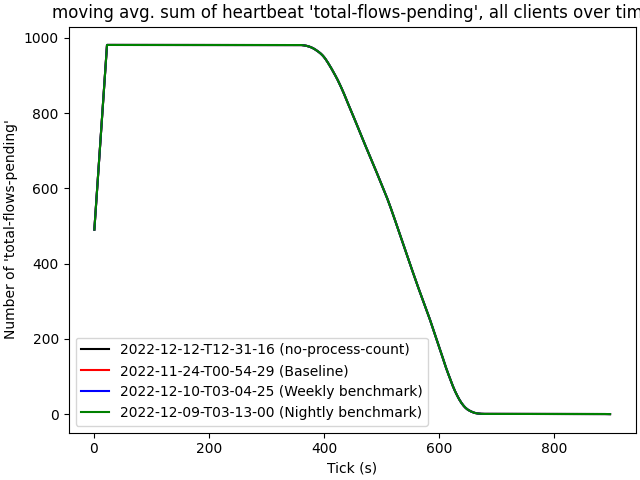 moving avg. sum of heartbeat 'total-flows-pending', all clients over tim
1000
800
600
400
200
0
Number of 'total-flows-pending'
2022-12-12-T12-31-16 (no-process-count)
2022-11-24-T00-54-29 (Baseline)
2022-12-10-T03-04-25 (Weekly benchmark)
2022-12-09-T03-13-00 (Nightly benchmark)
0 200 400 600 800
Tick (s)